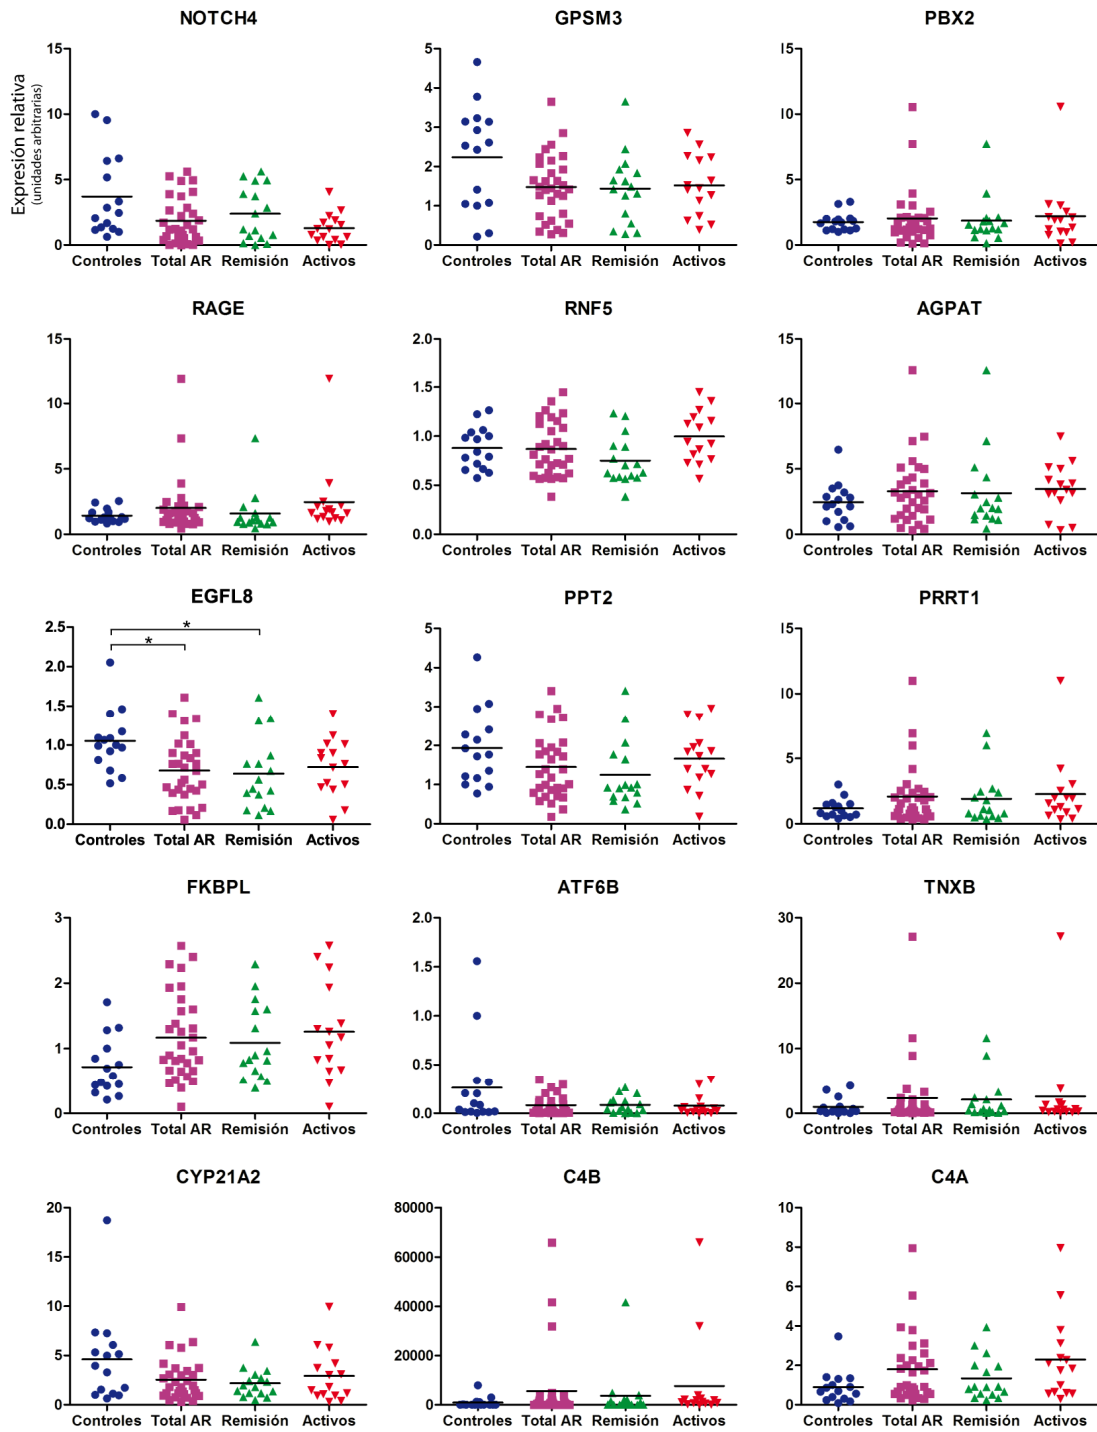 NOTCH4
Expresión relativa
(unidades arbitrarias)
15
10
5
0
Controles Total AR Remisión Activos
GPSM3
5
4
3
2
1
0
Controles Total AR Remisión Activos
PBX2
15
10
5
0
Controles Total AR Remisión Activos
RAGE
15
10
5
0
Controles Total AR Remisión Activos
RNF5
2.0
1.5
1.0
0.5
0.0
Controles Total AR Remisión Activos
AGPAT
15
10
5
0
Controles Total AR Remisión Activos
EGFL8
2.5
2.0
1.5
1.0
0.5
0.0
*
*
Controles Total AR Remisión Activos
PPT2
5
4
3
2
1
0
Controles Total AR Remisión Activos
PRRT1
15
10
5
0
Controles Total AR Remisión Activos
FKBPL
3
2
1
0
Controles Total AR Remisión Activos
ATF6B
2.0
1.5
1.0
0.5
0.0
Controles Total AR Remisión Activos
TNXB
30
20
10
0
Controles Total AR Remisión Activos
CYP21A2
20
15
10
5
0
Controles Total AR Remisión Activos
C4B
80000
60000
40000
20000
0
Controles Total AR Remisión Activos
C4A
10
8
6
4
2
0
Controles Total AR Remisión Activos